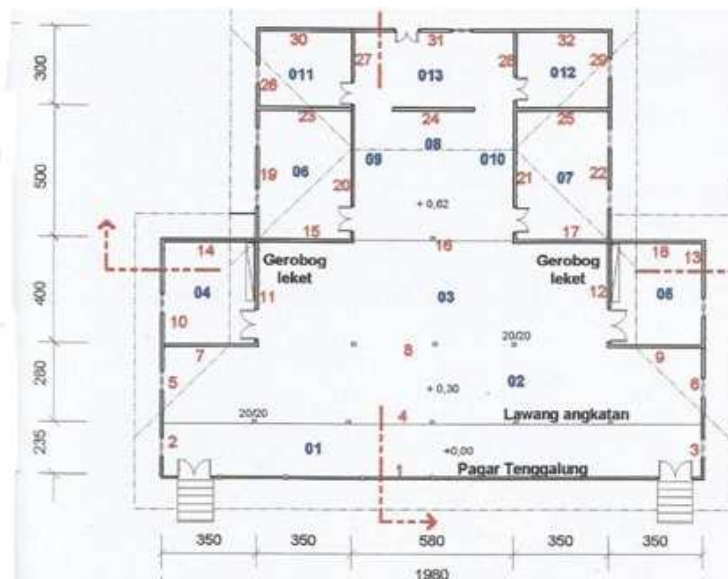 30 27 31 28 32 29
300 26 011 013 012
23 24 25
08
500 19 06 09 010 07 22
20 21
+ 0,62
15 16 17
14 Gerobog leket Gerobog leket 18 13
400 04 11 03 12 05
10
20/20
7 8 9
280 5 + 0,30 02 6
20/20 4 Lawang angkatan
235 2 01 +0,00 3
1 Pagar Tenggalung
350 350 580 350 350
1980